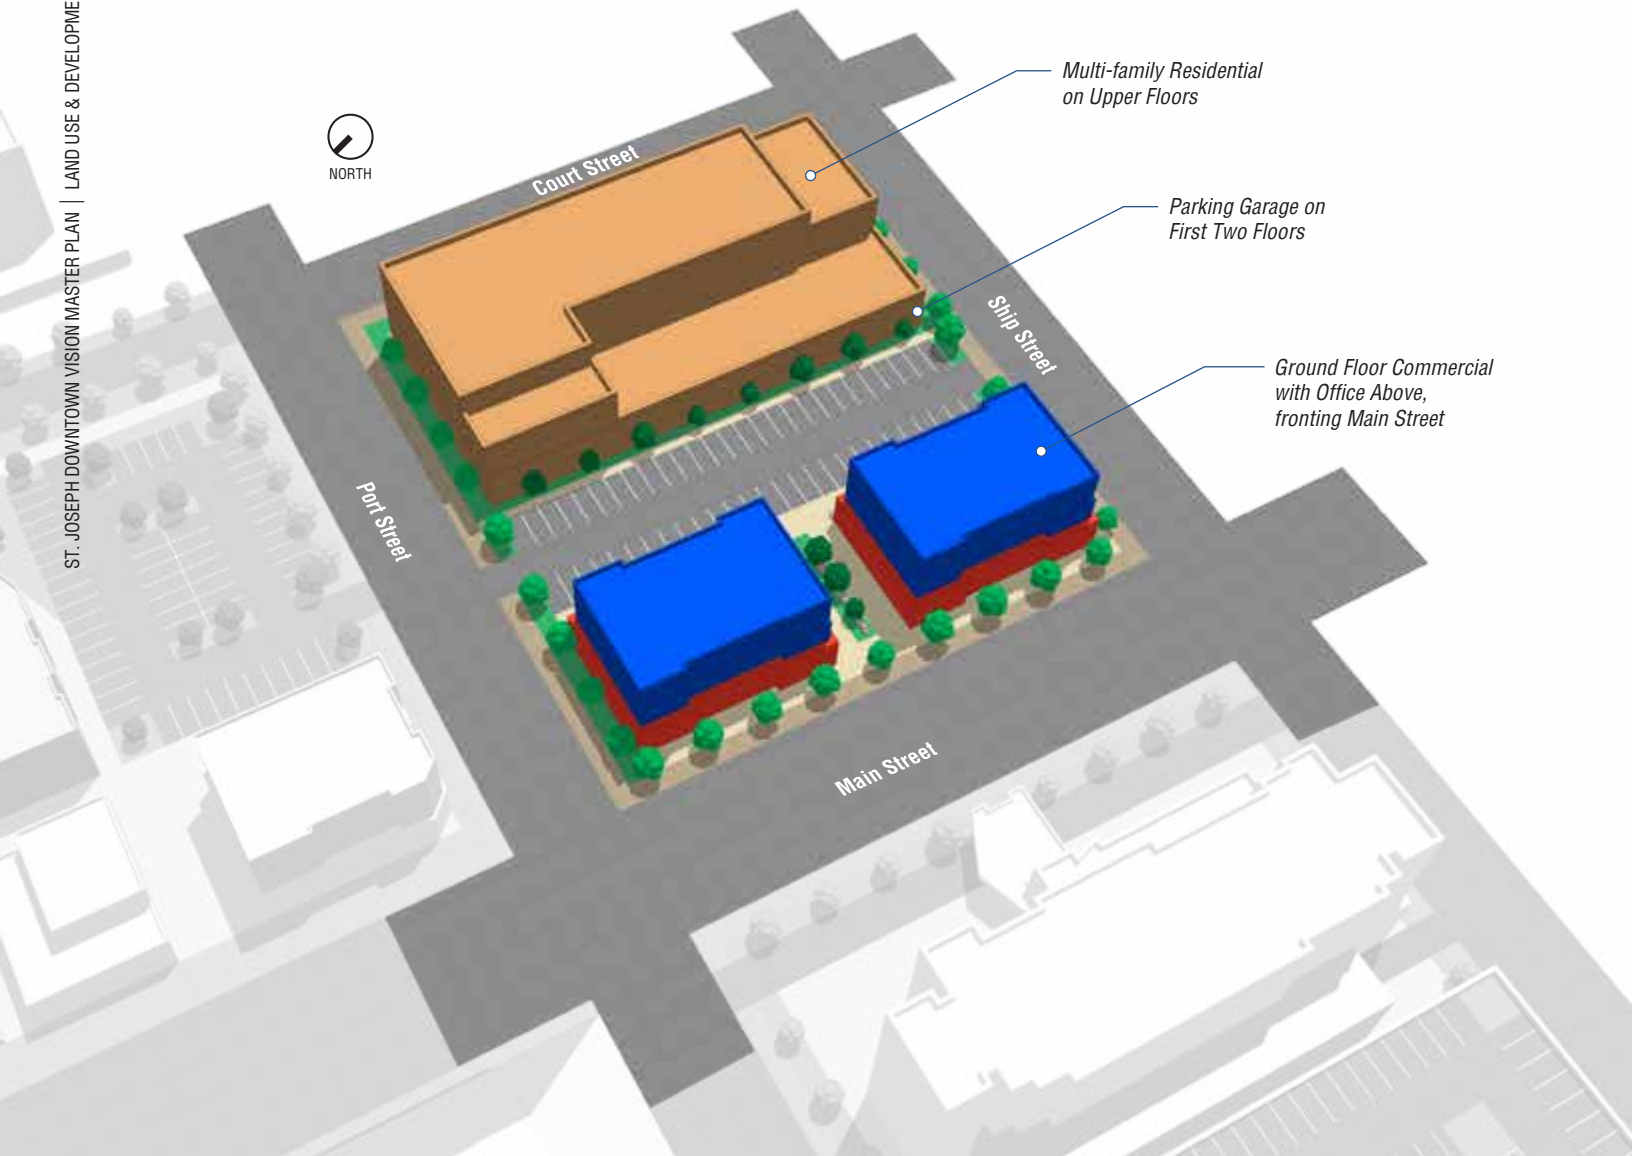 ST. JOSEPH DOWNTOWN VISION MASTER PLAN | LAND USE &
NORTH
Court Street
Multi-family Residential
on Upper Floors
Parking Garage on
First Two Floors
Ship Street
Ground Floor Commercial
with Office Above,
fronting Main Street
Port Street
Main Street